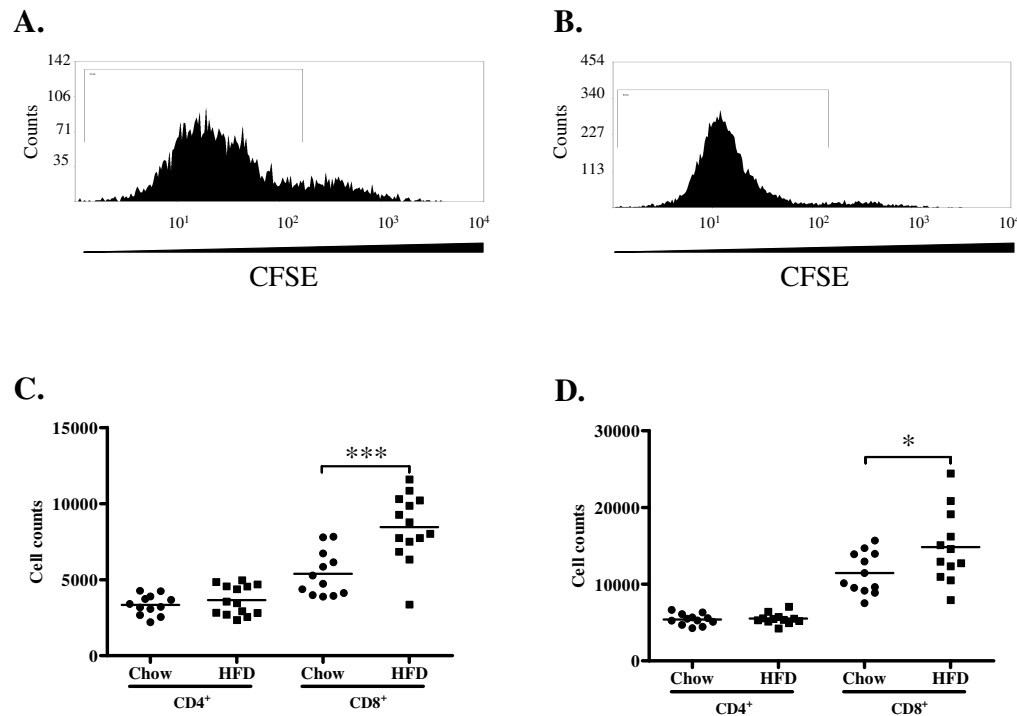 A.
142
106
71
35
Counts
10¹ 10² 10³ 10⁴
CFSE
B.
454
340
227
113
Counts
10¹ 10² 10³ 10⁴
CFSE
C.
15000
10000
5000
0
Cell counts
***
Chow HFD Chow HFD
CD4⁺ CD8⁺
D.
30000
20000
10000
0
Cell counts
*
Chow HFD Chow HFD
CD4⁺ CD8⁺